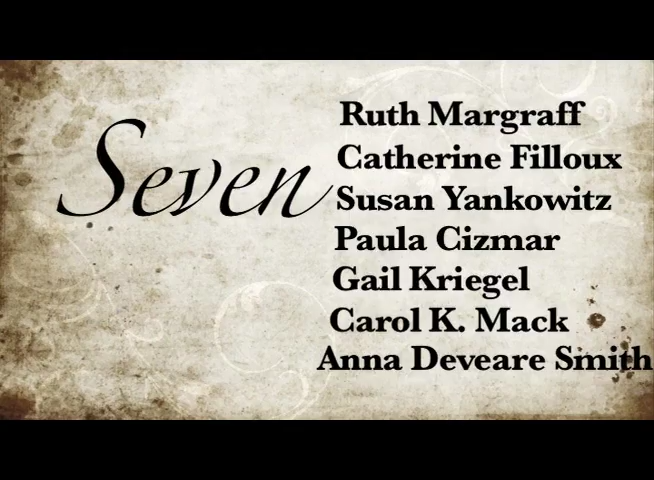 Seven
Ruth Margraff
Catherine Filloux
Susan Yankowitz
Paula Cizmar
Gail Kriegel
Carol K. Mack
Anna Deveare Smith